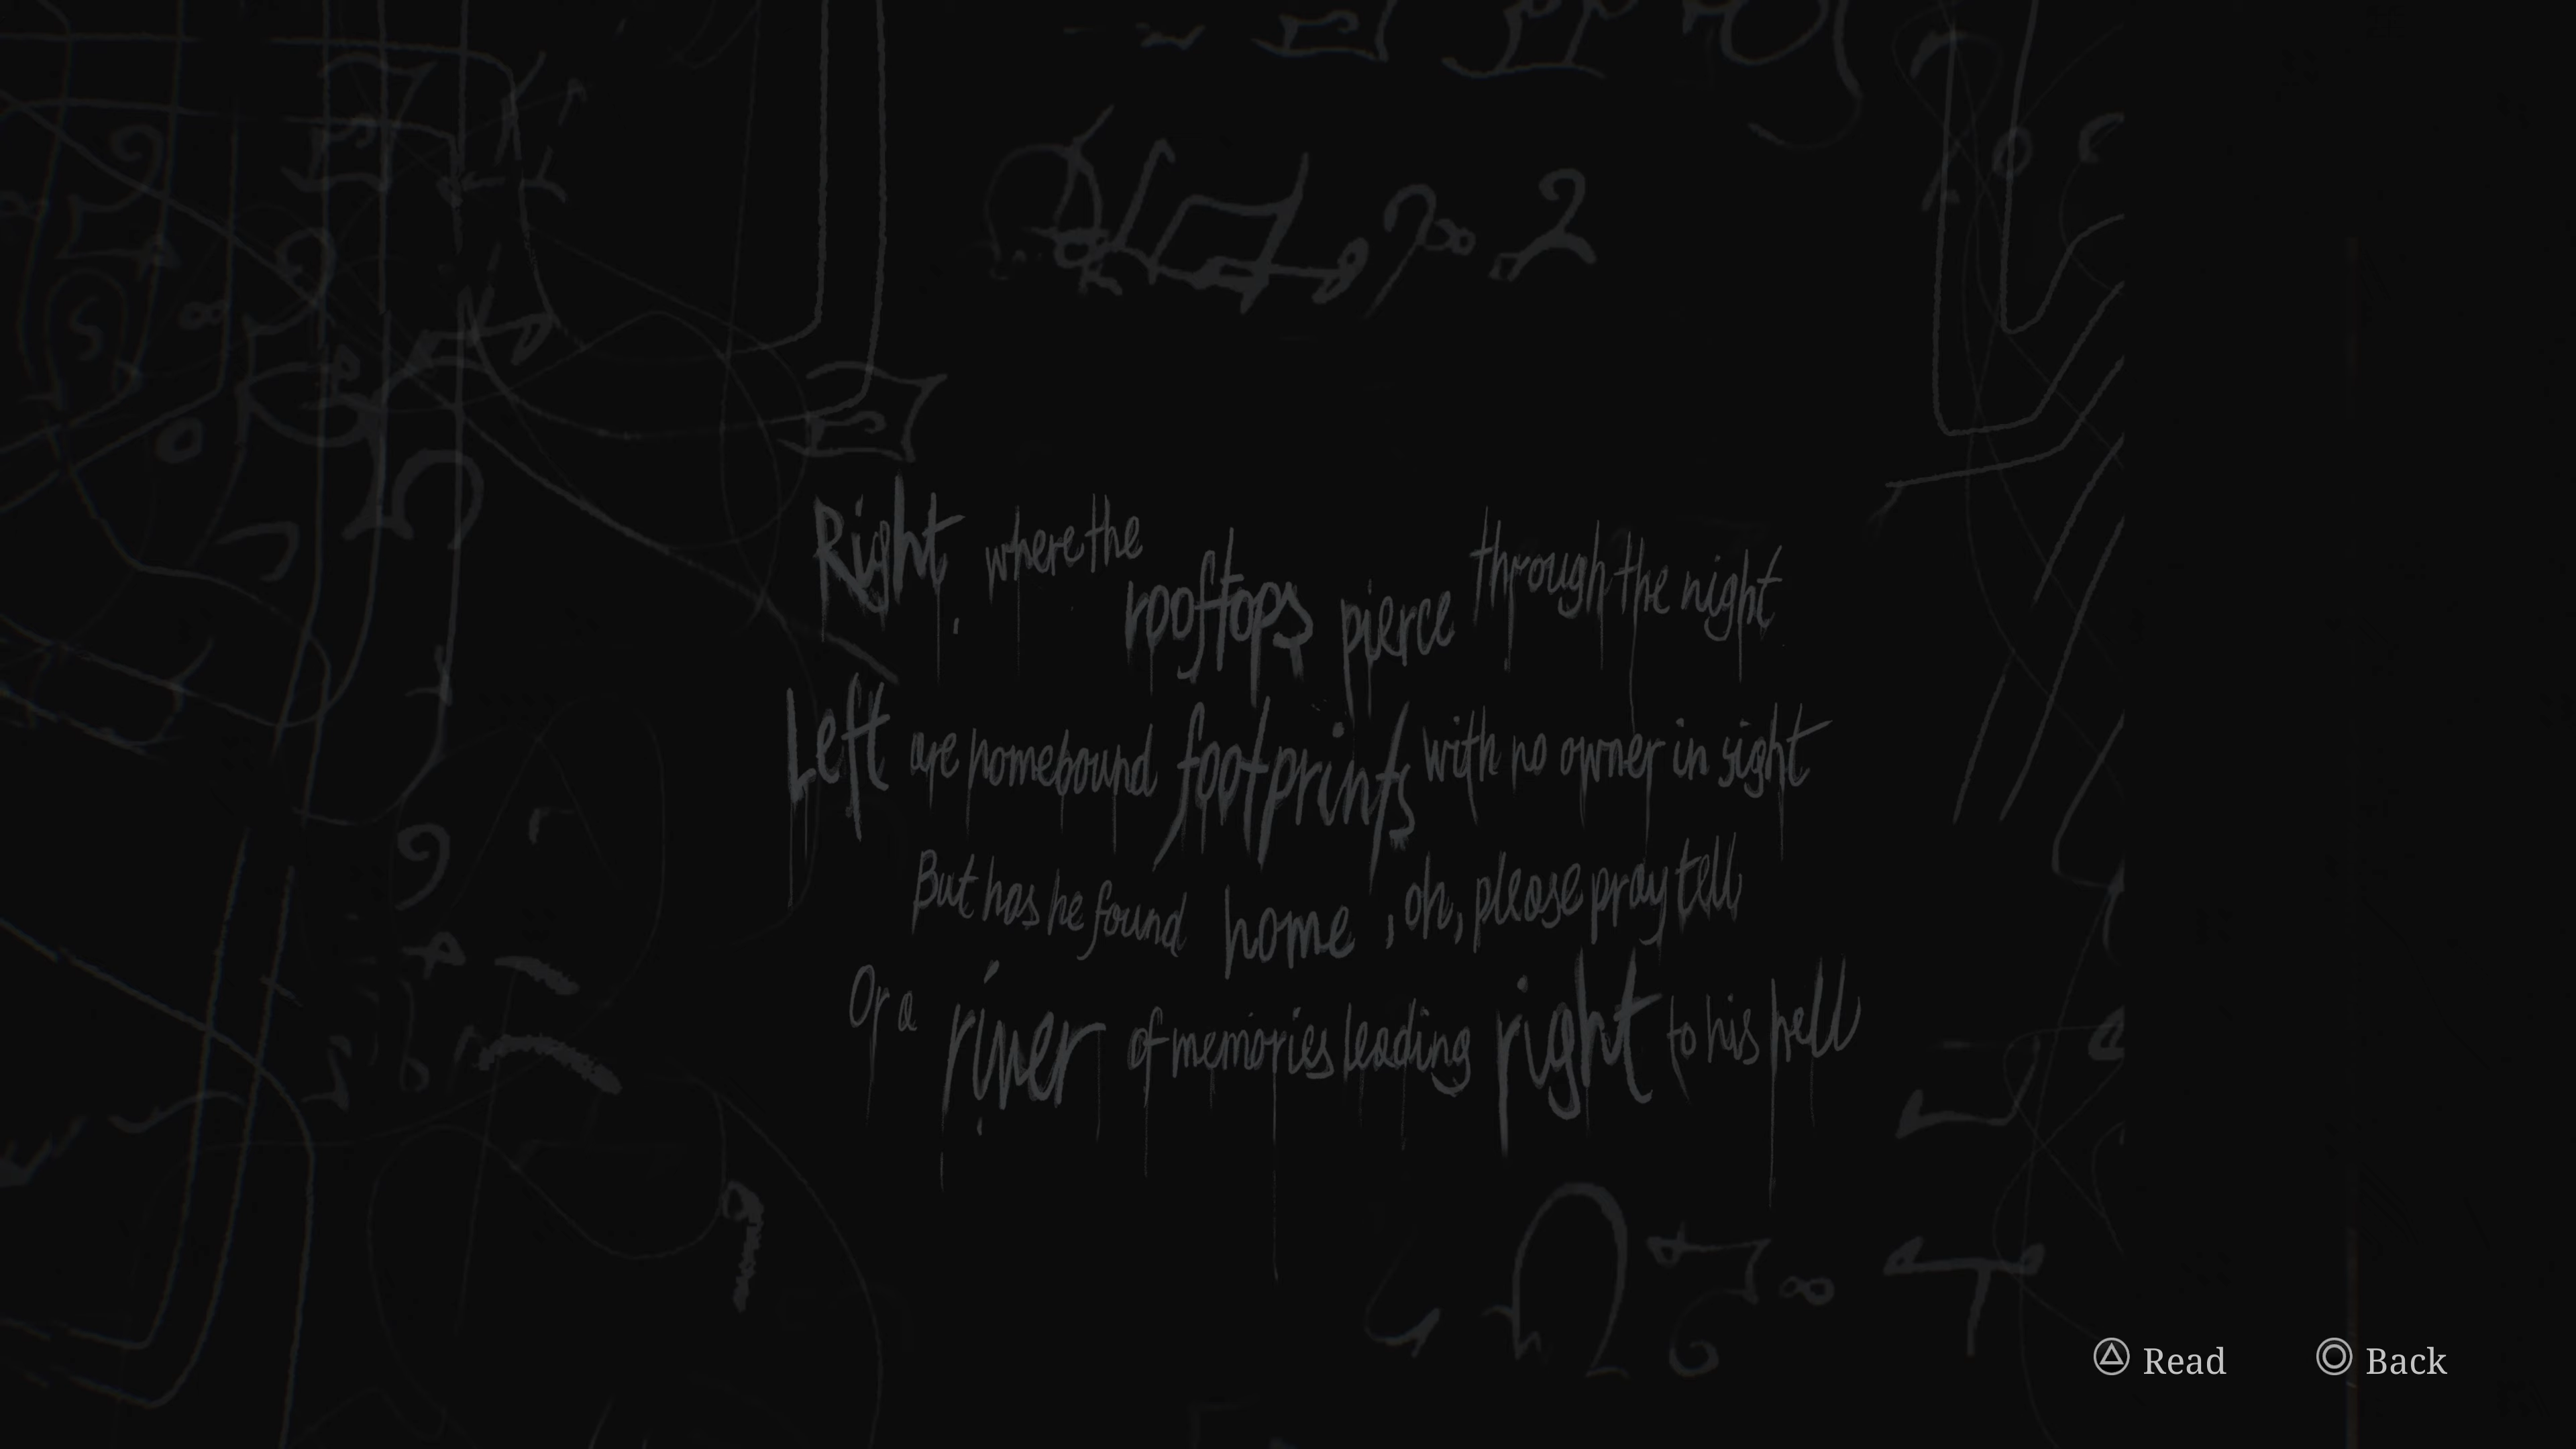 Right where the rooftops pierce through the night
Left are homebound footprints with no owner in sight
But has he found home, oh, please pray tell
Or a river of memories leading right to his hell
Read
Back